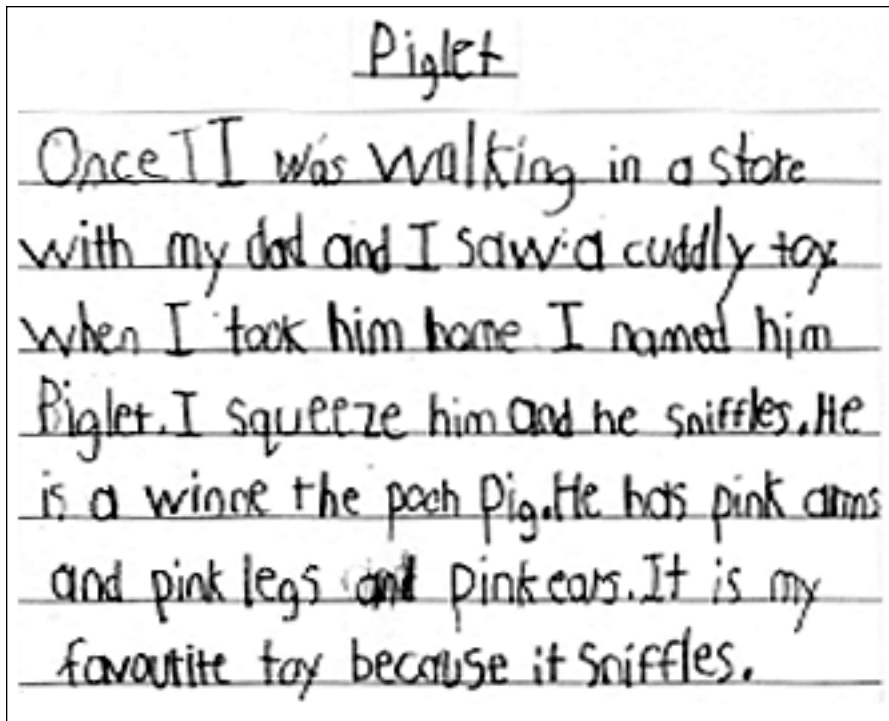 Piglet
Once I I was walking in a store
with my dad and I saw a cuddly toy.
when I took him home I named him
Piglet. I squeeze him and he sniffles. He
is a winne the pooh pig. He has pink arms
and pink legs and pink ears. It is my
favoutite toy because it sniffles.